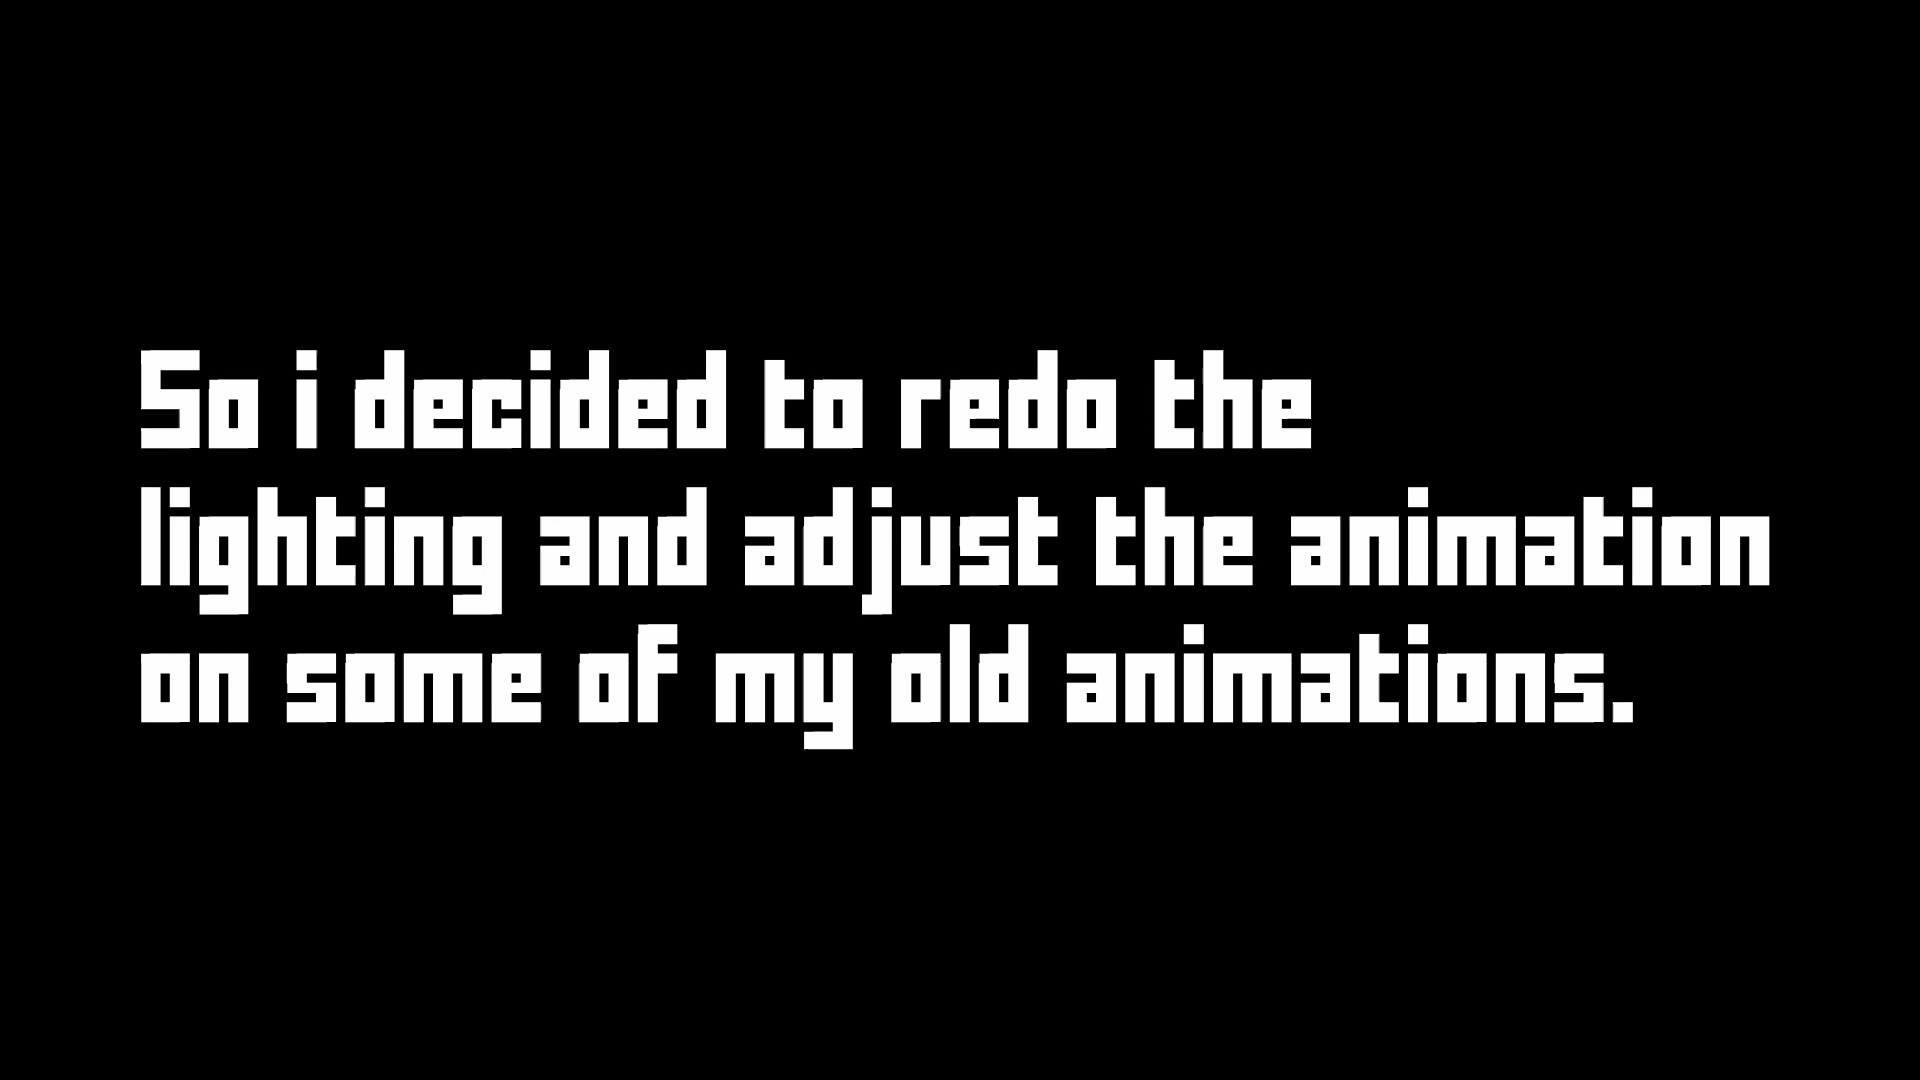 So i decided to redo the
lighting and adjust the animation
on some of my old animations.